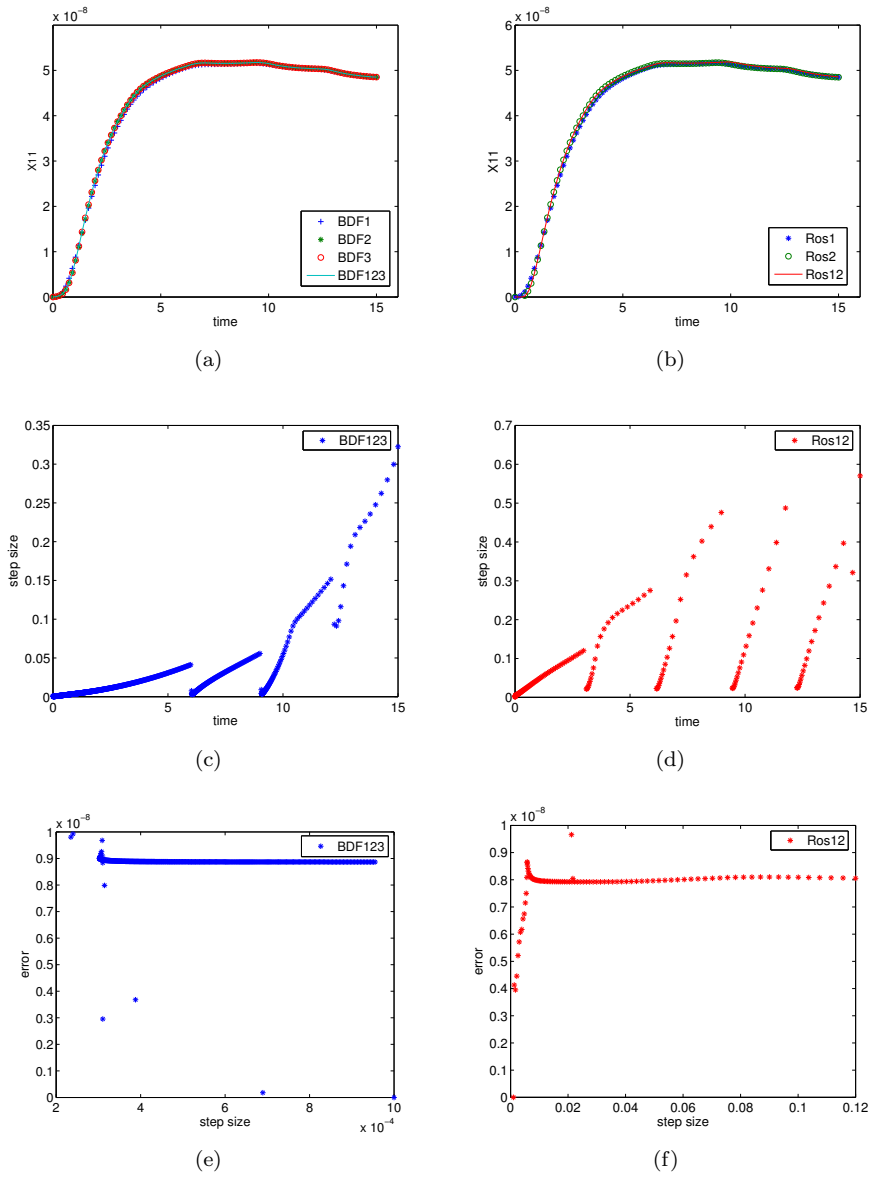 x 10⁻⁸
6
5
4
3
2
1
0
0
5
10
15
X11
time
BDF1
BDF2
BDF3
BDF123
(a)
x 10⁻⁸
6
5
4
3
2
1
0
0
5
10
15
X11
time
Ros1
Ros2
Ros12
(b)
0.35
0.3
0.25
0.2
0.15
0.1
0.05
0
0
5
10
15
step size
time
BDF123
(c)
0.7
0.6
0.5
0.4
0.3
0.2
0.1
0
0
5
10
15
step size
time
Ros12
(d)
x 10⁻⁸
1
0.9
0.8
0.7
0.6
0.5
0.4
0.3
0.2
0.1
0
2
4
6
8
10
x 10⁻⁴
error
step size
BDF123
(e)
x 10⁻⁸
1
0.9
0.8
0.7
0.6
0.5
0.4
0.3
0.2
0.1
0
0
0.02
0.04
0.06
0.08
0.1
0.12
error
step size
Ros12
(f)